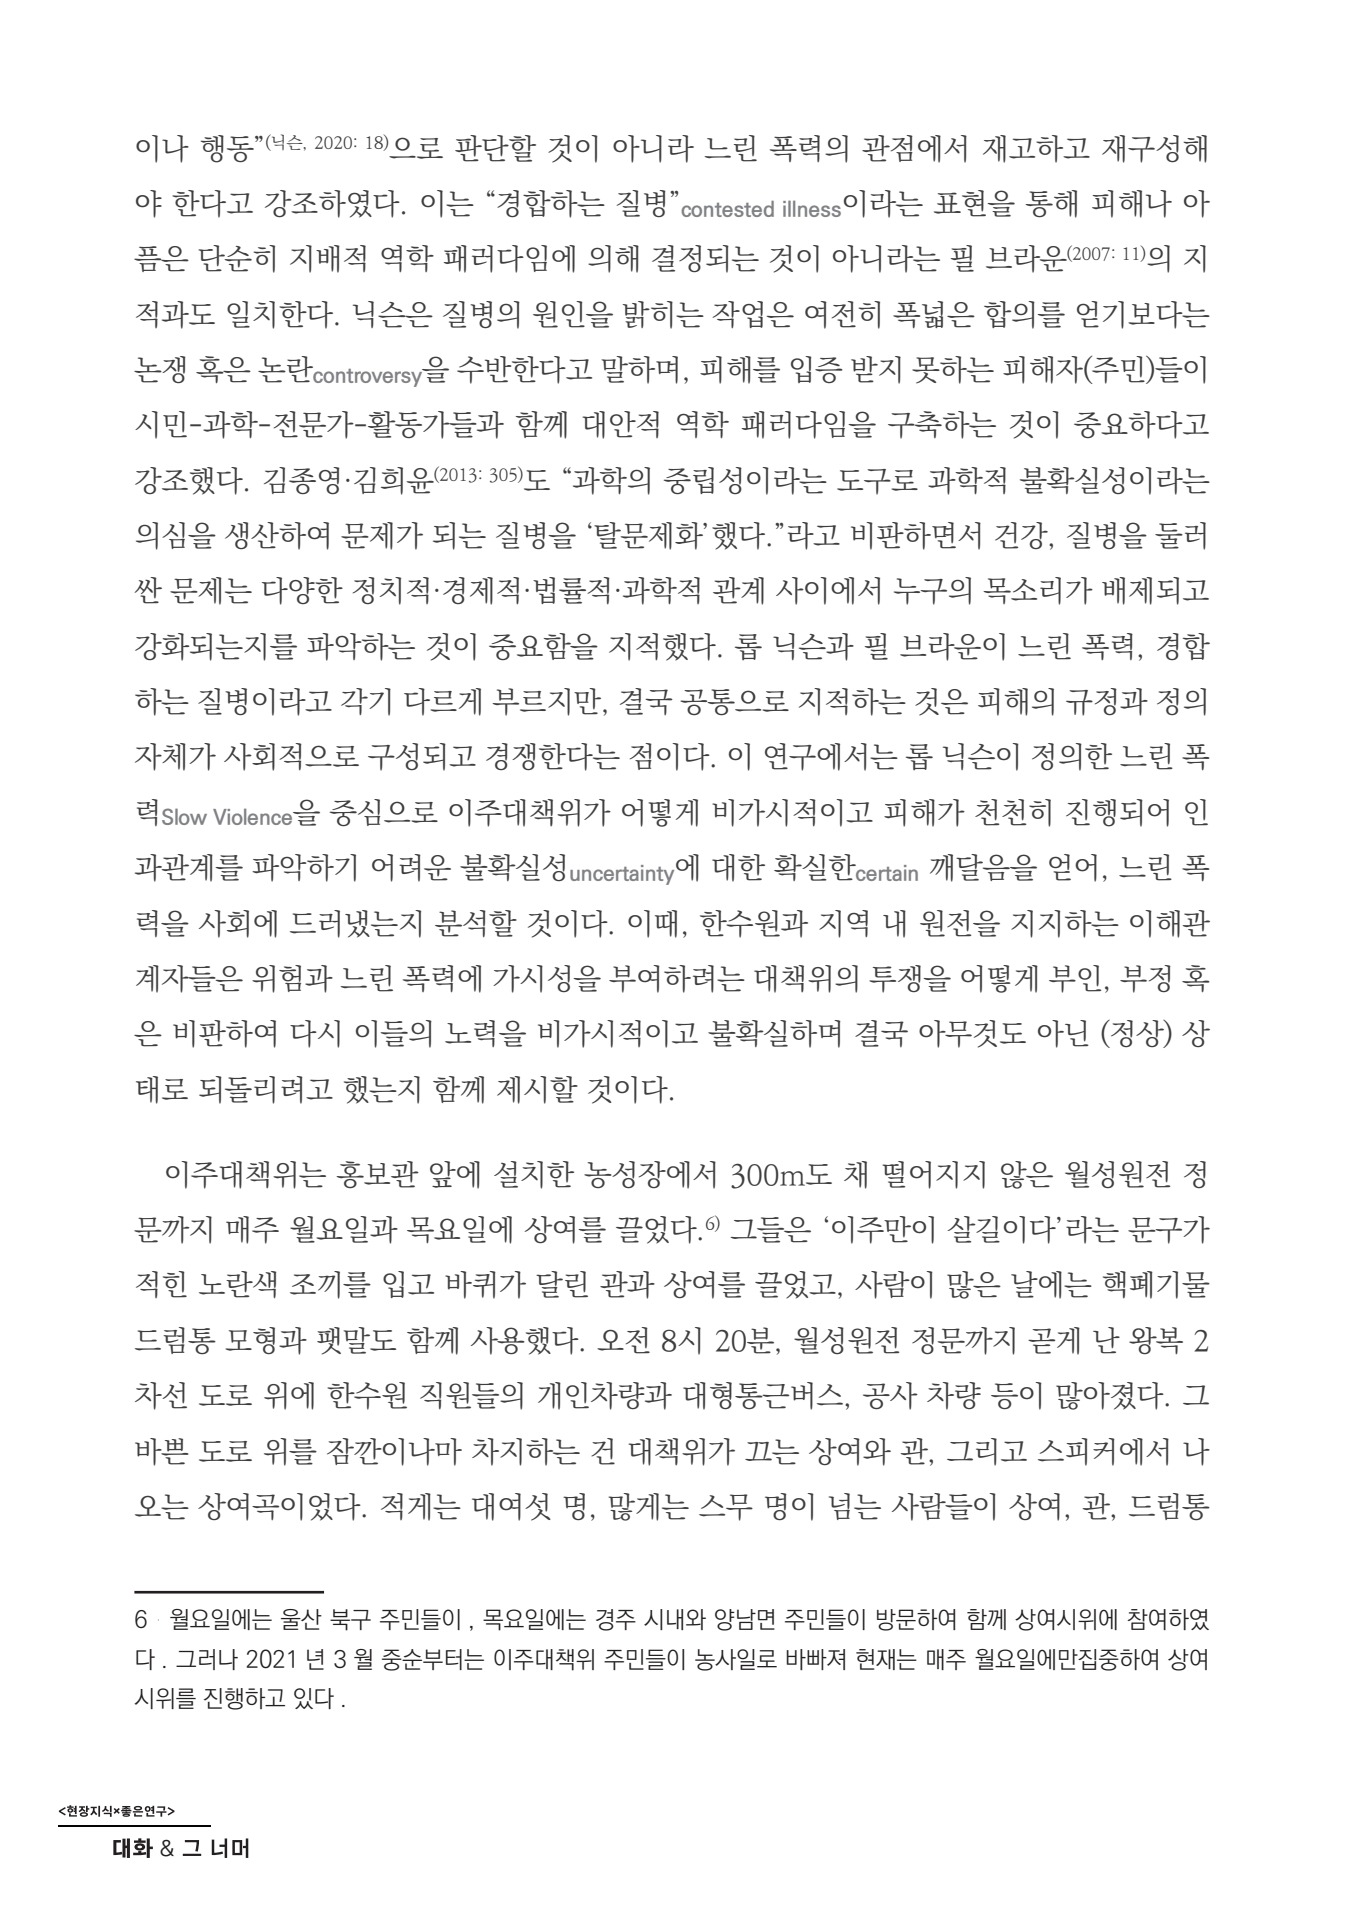 이나 행동”(닉슨, 2020: 18)으로 판단할 것이 아니라 느린 폭력의 관점에서 재고하고 재구성해
야 한다고 강조하였다. 이는 “경합하는 질병”contested illness이라는 표현을 통해 피해나 아
픔은 단순히 지배적 역학 패러다임에 의해 결정되는 것이 아니라는 필 브라운(2007: 11)의 지
적과도 일치한다. 닉슨은 질병의 원인을 밝히는 작업은 여전히 폭넓은 합의를 얻기보다는
논쟁 혹은 논란controversy을 수반한다고 말하며, 피해를 입증 받지 못하는 피해자(주민)들이
시민-과학-전문가-활동가들과 함께 대안적 역학 패러다임을 구축하는 것이 중요하다고
강조했다. 김종영·김희윤(2013: 305)도 “과학의 중립성이라는 도구로 과학적 불확실성이라는
의심을 생산하여 문제가 되는 질병을 ‘탈문제화’했다.”라고 비판하면서 건강, 질병을 둘러
싼 문제는 다양한 정치적·경제적·법률적·과학적 관계 사이에서 누구의 목소리가 배제되고
강화되는지를 파악하는 것이 중요함을 지적했다. 롭 닉슨과 필 브라운이 느린 폭력, 경합
하는 질병이라고 각기 다르게 부르지만, 결국 공통으로 지적하는 것은 피해의 규정과 정의
자체가 사회적으로 구성되고 경쟁한다는 점이다. 이 연구에서는 롭 닉슨이 정의한 느린 폭
력Slow Violence을 중심으로 이주대책위가 어떻게 비가시적이고 피해가 천천히 진행되어 인
과관계를 파악하기 어려운 불확실성uncertainty에 대한 확실한certain 깨달음을 얻어, 느린 폭
력을 사회에 드러냈는지 분석할 것이다. 이때, 한수원과 지역 내 원전을 지지하는 이해관
계자들은 위험과 느린 폭력에 가시성을 부여하려는 대책위의 투쟁을 어떻게 부인, 부정 혹
은 비판하여 다시 이들의 노력을 비가시적이고 불확실하며 결국 아무것도 아닌 (정상) 상
태로 되돌리려고 했는지 함께 제시할 것이다.
이주대책위는 홍보관 앞에 설치한 농성장에서 300m도 채 떨어지지 않은 월성원전 정
문까지 매주 월요일과 목요일에 상여를 끌었다.6) 그들은 ‘이주만이 살길이다’라는 문구가
적힌 노란색 조끼를 입고 바퀴가 달린 관과 상여를 끌었고, 사람이 많은 날에는 핵폐기물
드럼통 모형과 팻말도 함께 사용했다. 오전 8시 20분, 월성원전 정문까지 곧게 난 왕복 2
차선 도로 위에 한수원 직원들의 개인차량과 대형통근버스, 공사 차량 등이 많아졌다. 그
바쁜 도로 위를 잠깐이나마 차지하는 건 대책위가 끄는 상여와 관, 그리고 스피커에서 나
오는 상여곡이었다. 적게는 대여섯 명, 많게는 스무 명이 넘는 사람들이 상여, 관, 드럼통
6 · 월요일에는 울산 북구 주민들이 , 목요일에는 경주 시내와 양남면 주민들이 방문하여 함께 상여시위에 참여하였
다 . 그러나 2021 년 3 월 중순부터는 이주대책위 주민들이 농사일로 바빠져 현재는 매주 월요일에만집중하여 상여
시위를 진행하고 있다 .
<현장지식×좋은연구>
대화 & 그 너머